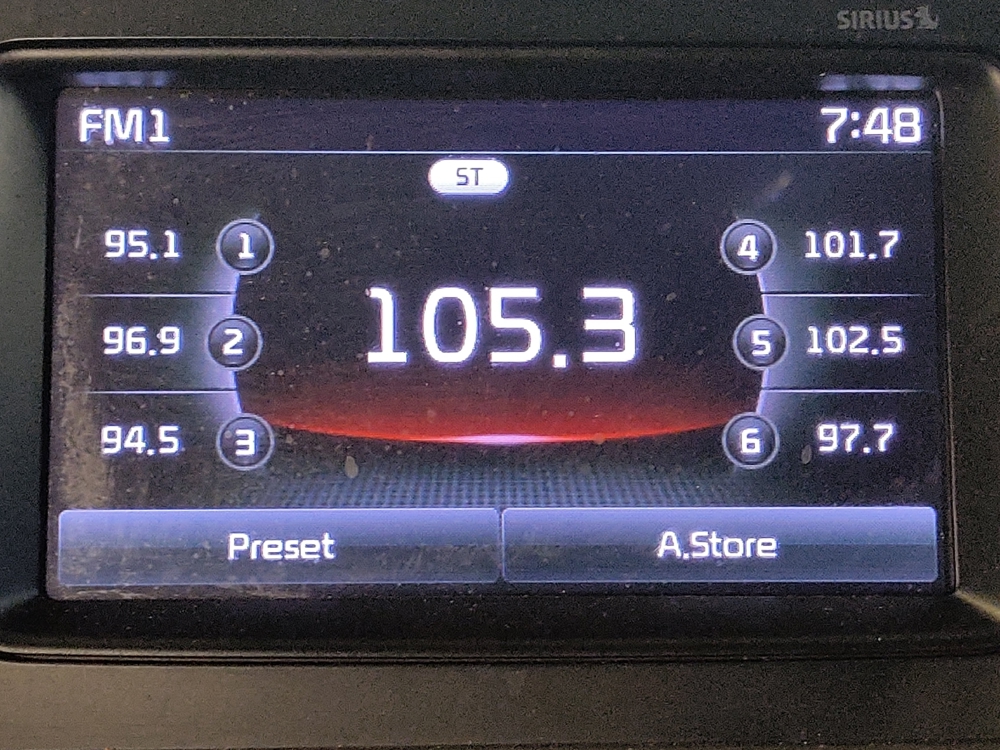 SIRIUS
FM1 7:48
ST
95.1 1 4 101.7
105.3
96.9 2 5 102.5
94.5 3 6 97.7
Preset A.Store